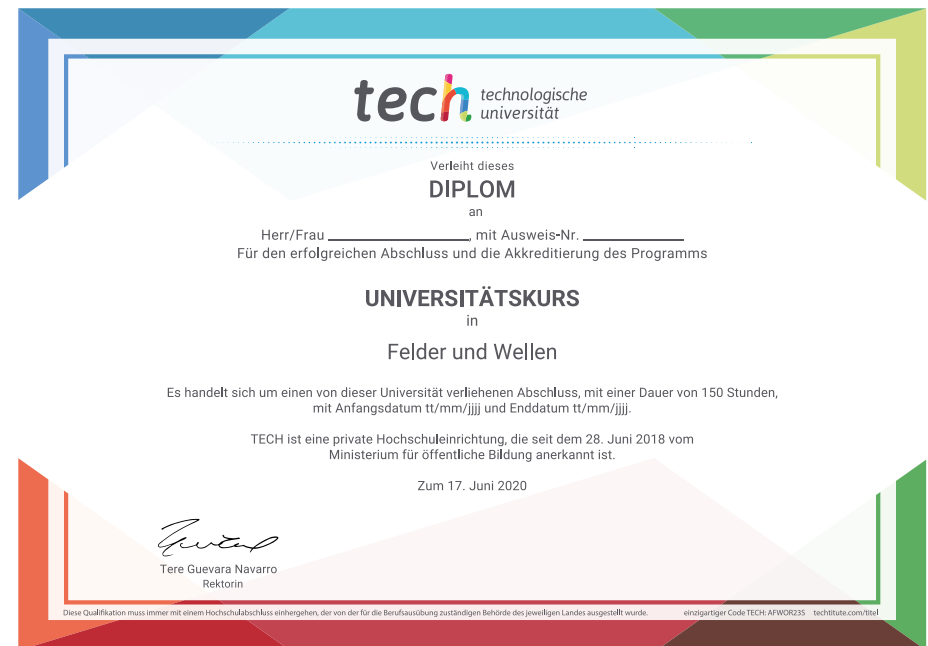 tech technologische
universität
Verleiht dieses
DIPLOM
an
Herr/Frau ____________________, mit Ausweis-Nr. ______________
Für den erfolgreichen Abschluss und die Akkreditierung des Programms
UNIVERSITÄTSKURS
in
Felder und Wellen
Es handelt sich um einen von dieser Universität verliehenen Abschluss, mit einer Dauer von 150 Stunden,
mit Anfangsdatum tt/mm/jjjj und Enddatum tt/mm/jjjj.
TECH ist eine private Hochschuleinrichtung, die seit dem 28. Juni 2018 vom
Ministerium für öffentliche Bildung anerkannt ist.
Zum 17. Juni 2020
Tere Guevara Navarro
Rektorin
Diese Qualifikation muss immer mit einem Hochschulabschluss einhergehen, der von der für die Berufsausübung zuständigen Behörde des jeweiligen Landes ausgestellt wurde. einzigartiger Code TECH: AFWOR23S techtitute.com/titel